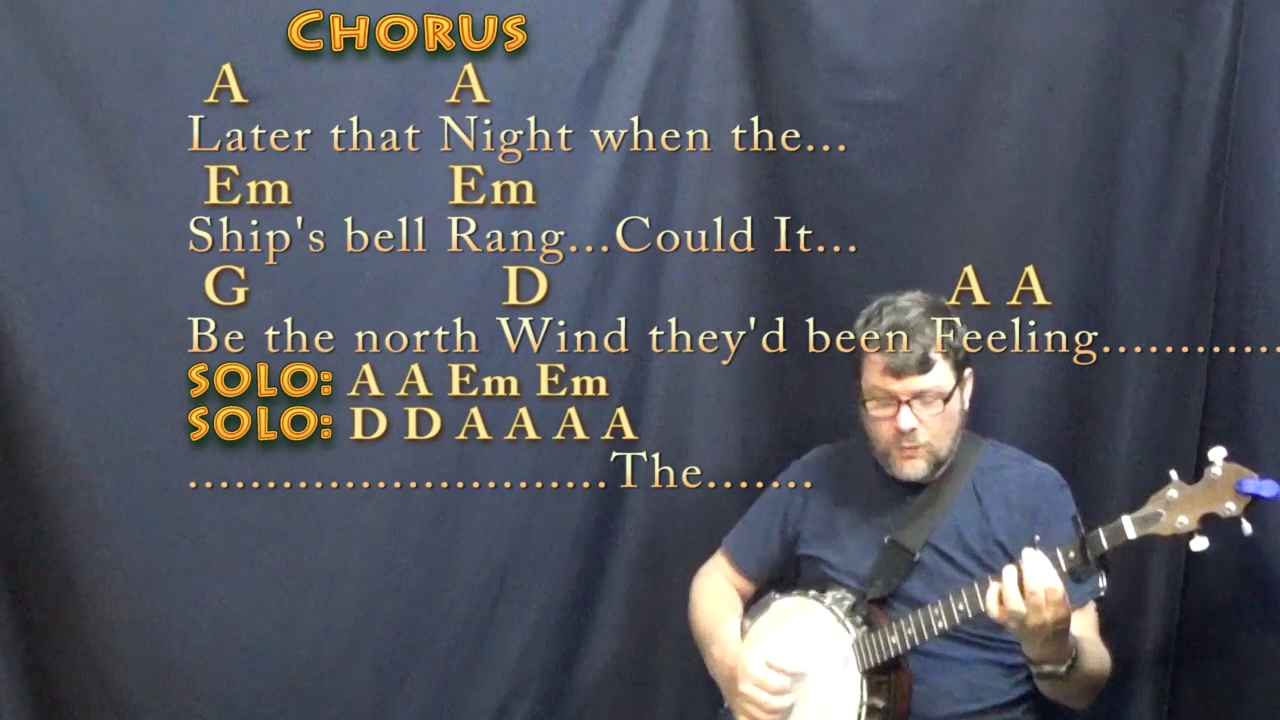 CHORUS
A A
Later that Night when the...
Em Em
Ship's bell Rang...Could It...
G D A A
Be the north Wind they'd been Feeling............
SOLO: A A Em Em
SOLO: D D A A A A
...........................The.......